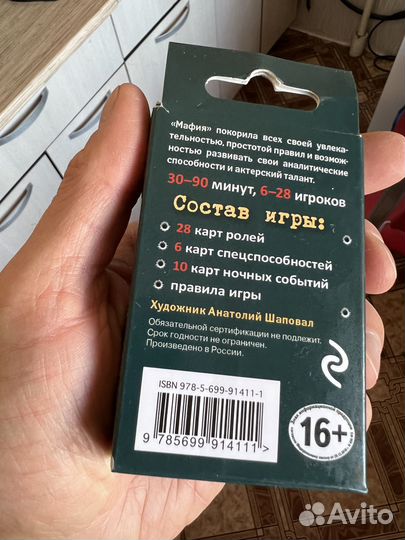 «Мафия» покорила всех своей увлека-
тельностью, простотой правил и возмож-
ностью развивать свои аналитические
способности и актерский талант.
30–90 минут, 6–28 игроков
Состав игры:
28 карт ролей
6 карт спецспособностей
10 карт ночных событий
правила игры
Художник Анатолий Шаповал
Обязательной сертификации не подлежит.
Срок годности не ограничен.
Произведено в России.
ISBN 978-5-699-91411-1
9 785699 914111 >
16+
Avito